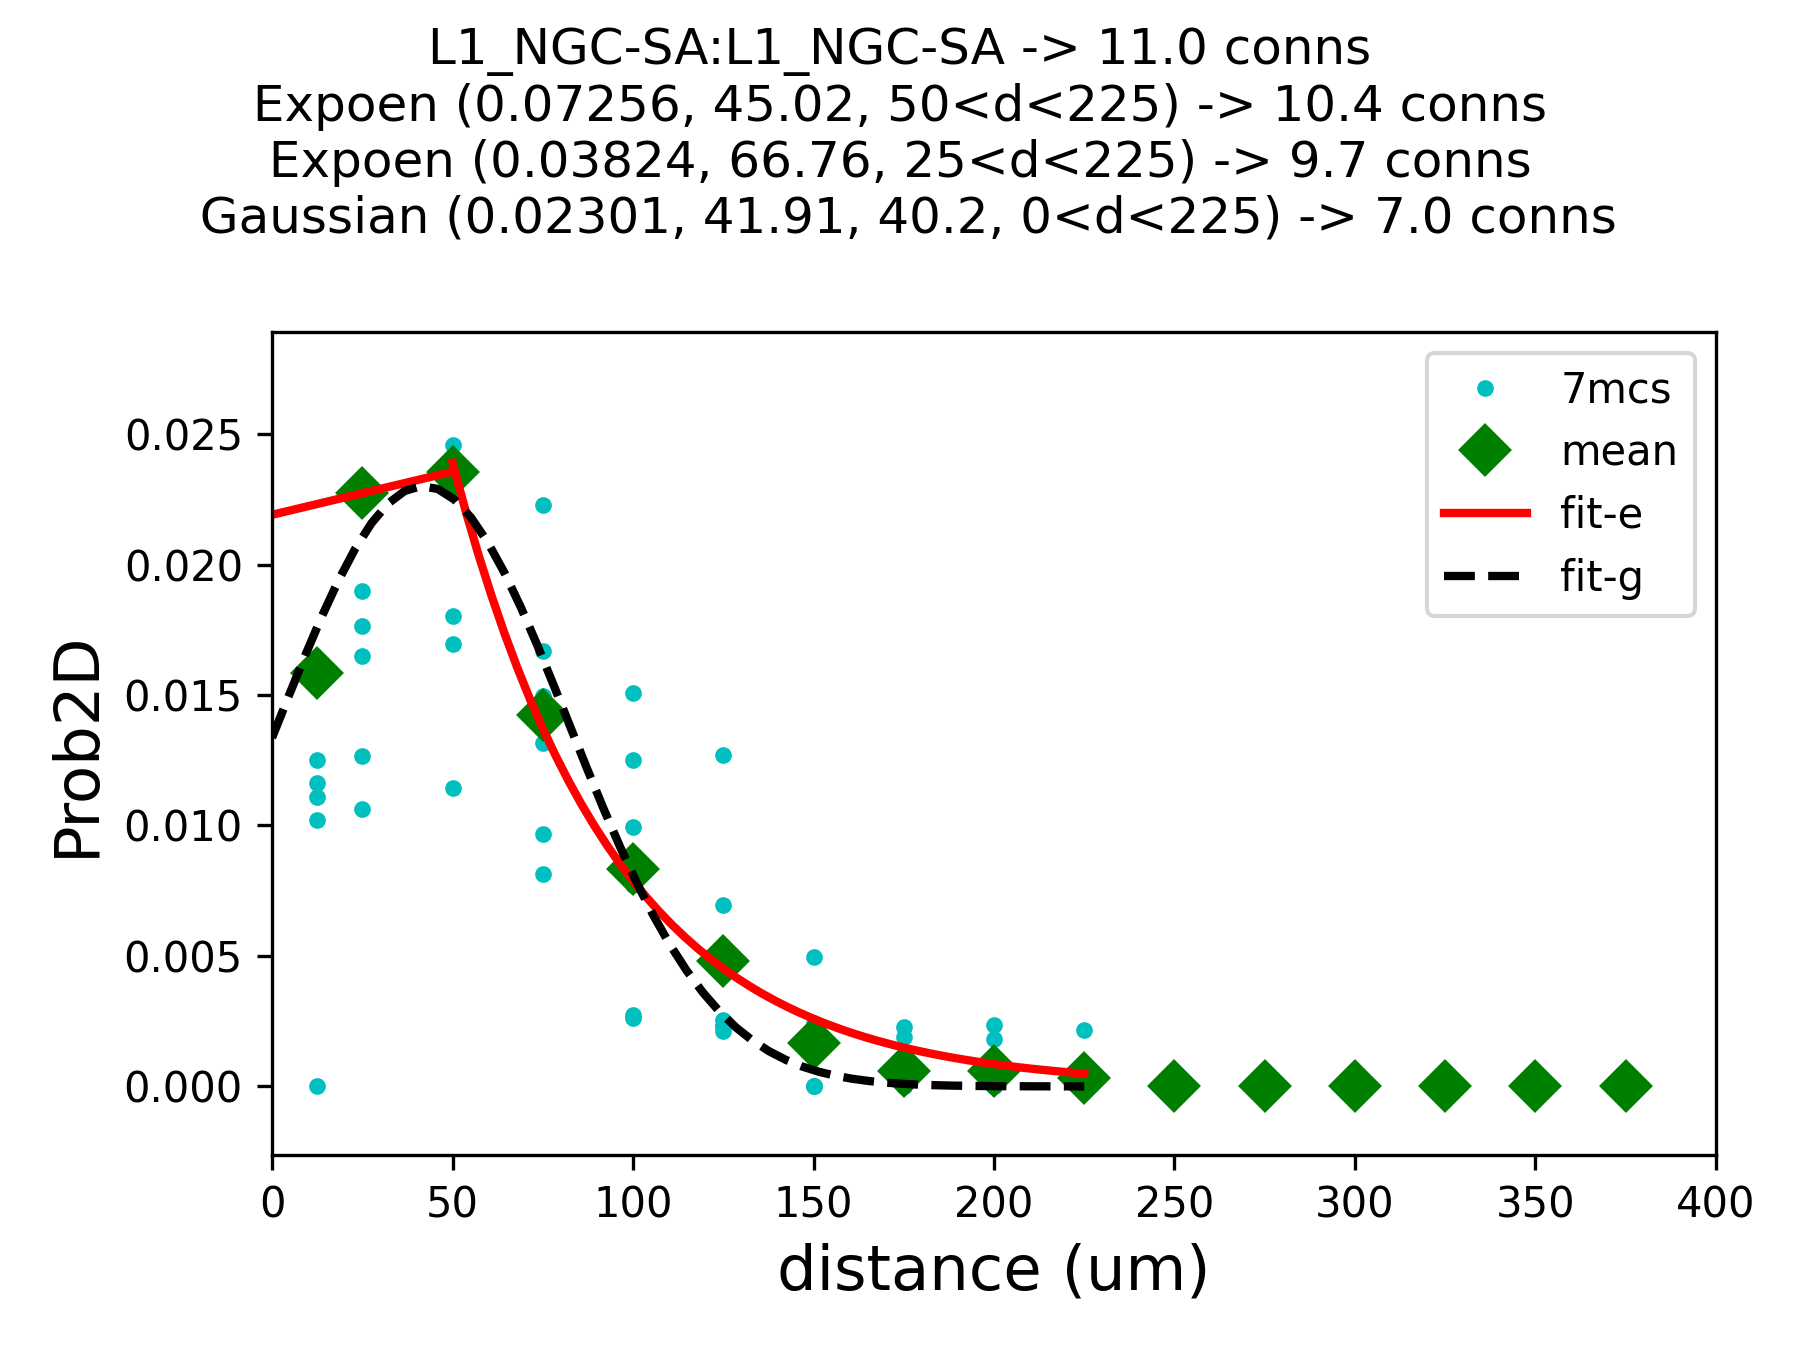 L1_NGC-SA:L1_NGC-SA -> 11.0 conns
Expoen (0.07256, 45.02, 50<d<225) -> 10.4 conns
Expoen (0.03824, 66.76, 25<d<225) -> 9.7 conns
Gaussian (0.02301, 41.91, 40.2, 0<d<225) -> 7.0 conns
7mcs
mean
fit-e
fit-g
Prob2D
0.025
0.020
0.015
0.010
0.005
0.000
0 50 100 150 200 250 300 350 400
distance (um)